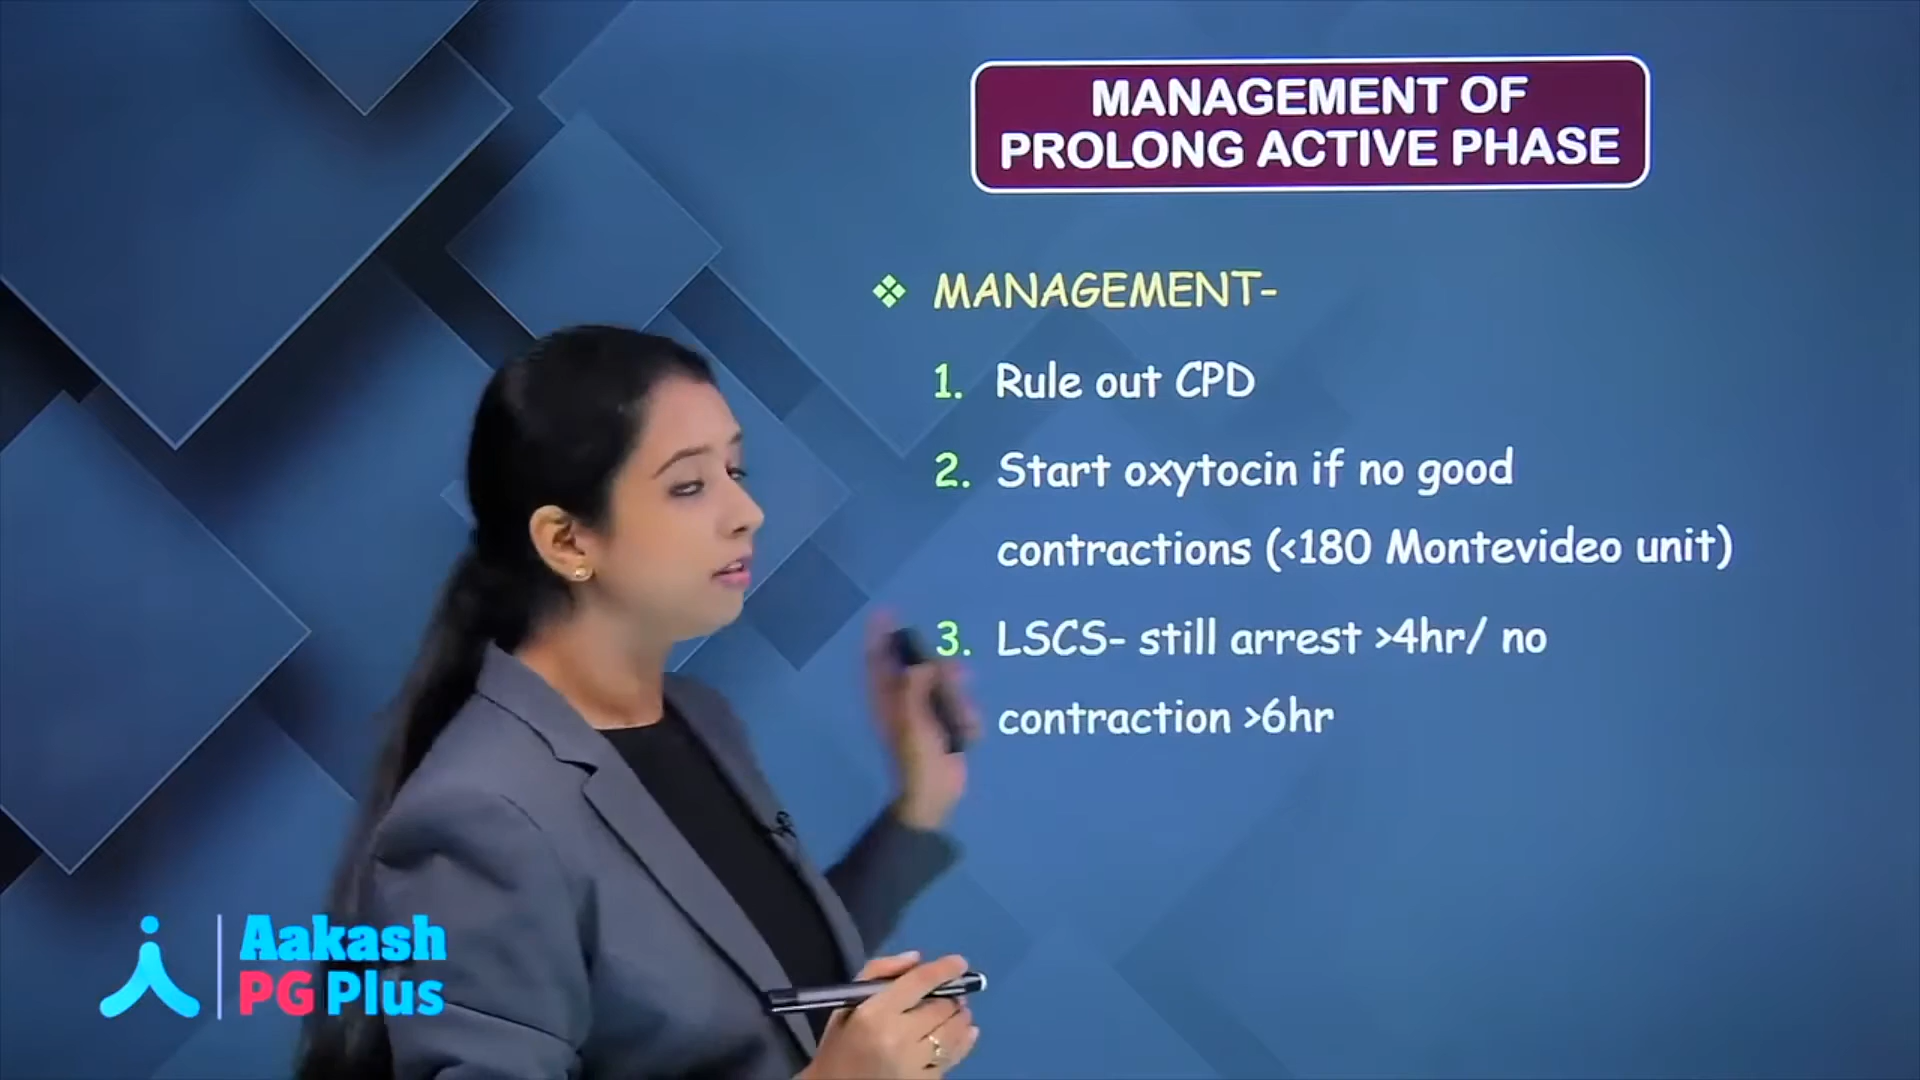 MANAGEMENT OF
PROLONG ACTIVE PHASE
❖ MANAGEMENT-
1. Rule out CPD
2. Start oxytocin if no good
contractions (<180 Montevideo unit)
3. LSCS- still arrest >4hr/ no
contraction >6hr
Aakash
PG Plus